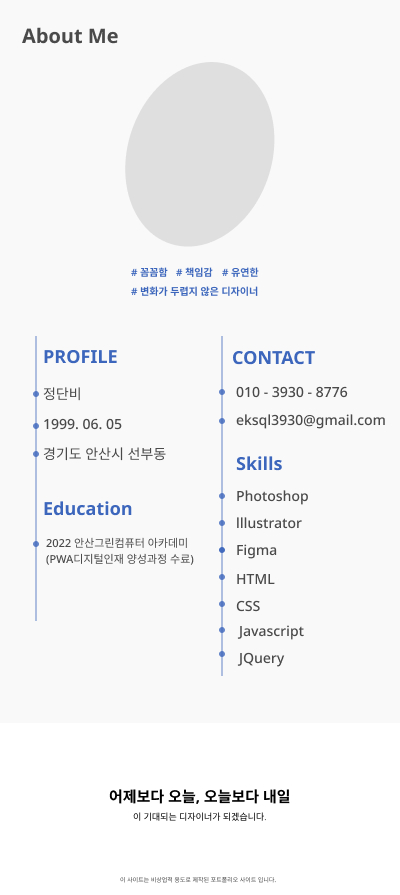 About Me
# 꼼꼼함 # 책임감 # 유연한
# 변화가 두렵지 않은 디자이너
PROFILE
정단비
1999. 06. 05
경기도 안산시 선부동
Education
2022 안산그린컴퓨터 아카데미
(PWA디지털인재 양성과정 수료)
CONTACT
010 - 3930 - 8776
eksql3930@gmail.com
Skills
Photoshop
lllustrator
Figma
HTML
CSS
Javascript
JQuery
어제보다 오늘, 오늘보다 내일
이 기대되는 디자이너가 되겠습니다.
이 사이트는 비상업적 용도로 제작된 포트폴리오 사이트 입니다.